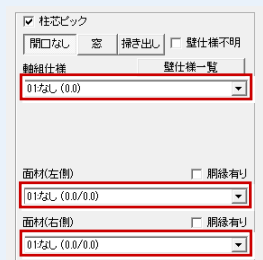 柱芯ピック
開口なし 窓 掃き出し 壁仕様不明
軸組仕様 壁仕様一覧
01:なし (0.0)
面材(左側) 胴縁有り
01:なし (0.0/0.0)
面材(右側) 胴縁有り
01:なし (0.0/0.0)